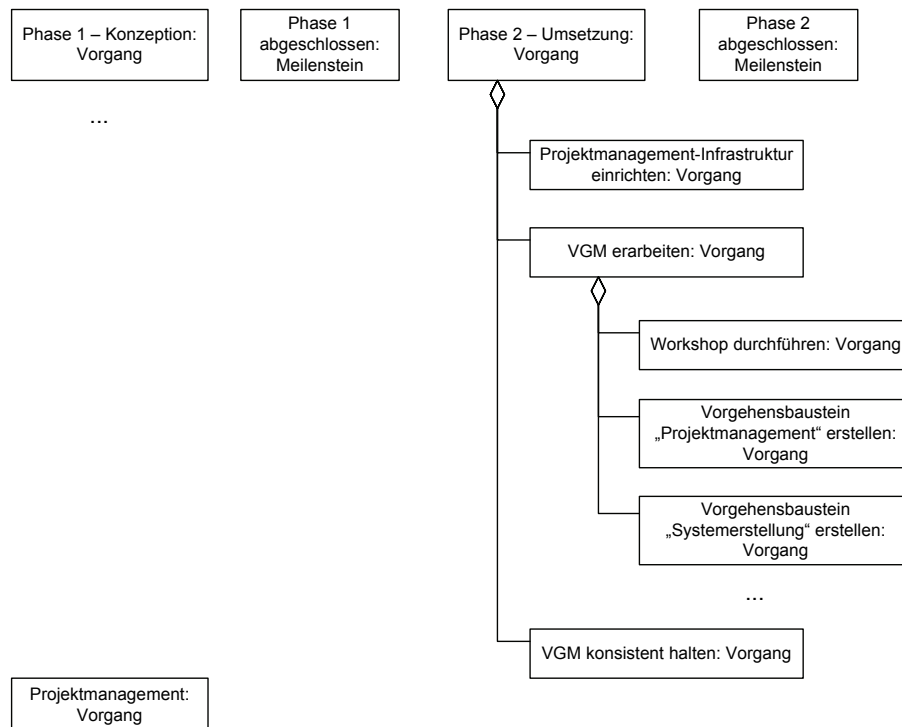 Phase 1 – Konzeption:
Vorgang
Phase 1
abgeschlossen:
Meilenstein
Phase 2 – Umsetzung:
Vorgang
Phase 2
abgeschlossen:
Meilenstein
...
Projektmanagement-Infrastruktur
einrichten: Vorgang
VGM erarbeiten: Vorgang
Workshop durchführen: Vorgang
Vorgehensbaustein
„Projektmanagement“ erstellen:
Vorgang
Vorgehensbaustein
„Systemerstellung“ erstellen:
Vorgang
...
VGM konsistent halten: Vorgang
Projektmanagement:
Vorgang